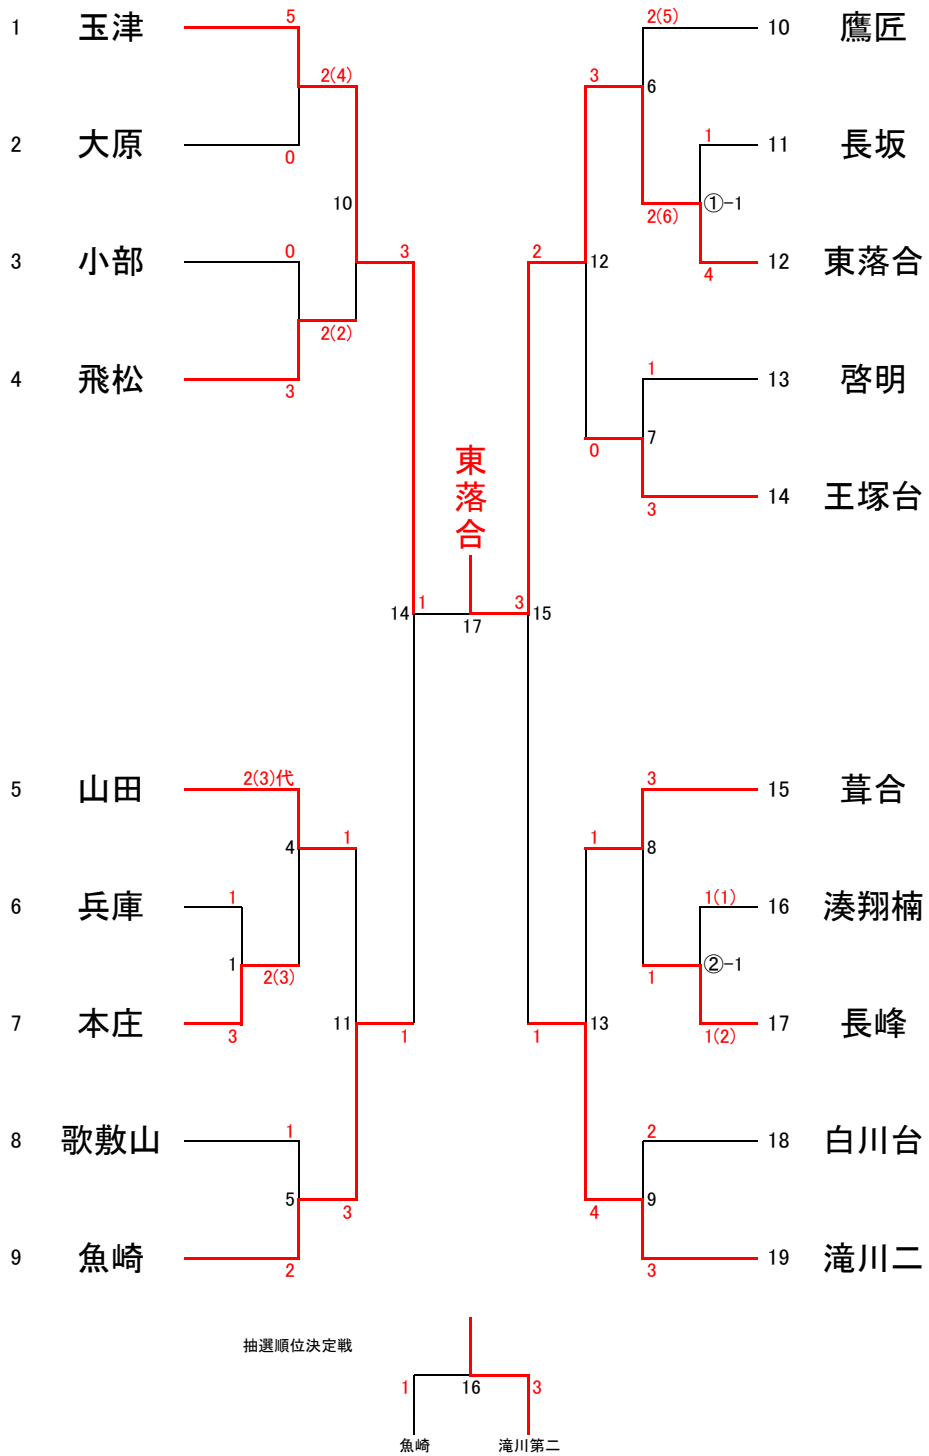 5
2(5)
1 玉津
10 鷹匠
2(4)
3
6
2 大原
0
1
11 長坂
10
2(6)
①-1
3 小部
0
3
2
12
4
12 東落合
2(2)
4 飛松
3
1
13 啓明
7
0
東落合
3
14 王塚台
14
1
3
15
17
5 山田
2(3)代
3
15 葺合
4
1
1
8
6 兵庫
1
1(1)
16 湊翔楠
1
2(3)
1
②-1
7 本庄
3
11
1
1
13
1(2)
17 長峰
8 歌敷山
1
2
18 白川台
5
3
4
9
9 魚崎
2
3
19 滝川二
抽選順位決定戦
1
16
3
魚崎
滝川第二